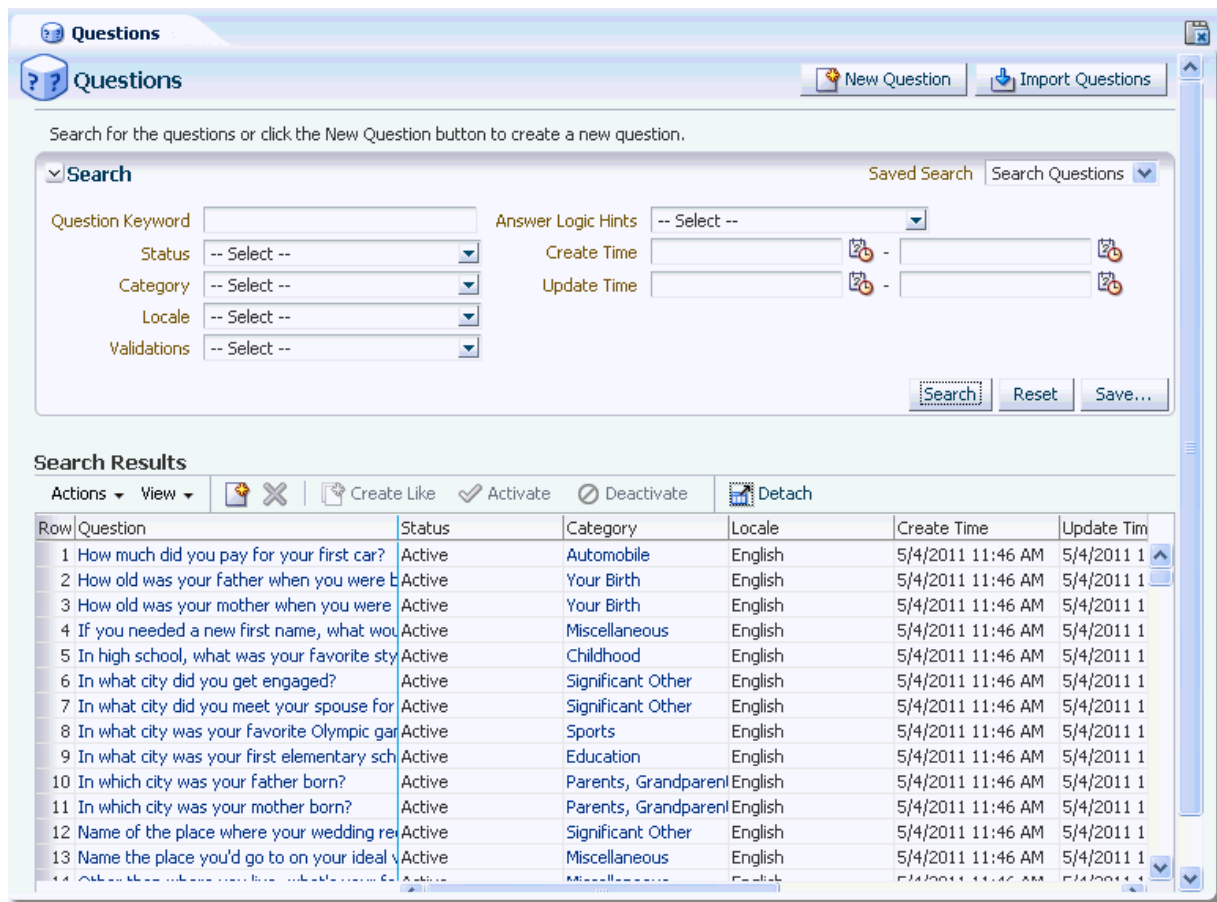 Questions
Questions New Question Import Questions
Search for the questions or click the New Question button to create a new question.
Search Saved Search Search Questions
Question Keyword Answer Logic Hints -- Select --
Status -- Select -- Create Time -
Category -- Select -- Update Time -
Locale -- Select --
Validations -- Select --
Search Reset Save...
Search Results
Actions View Create Like Activate Deactivate Detach
Row Question Status Category Locale Create Time Update Tim
1 How much did you pay for your first car? Active Automobile English 5/4/2011 11:46 AM 5/4/2011 1
2 How old was your father when you were b Active Your Birth English 5/4/2011 11:46 AM 5/4/2011 1
3 How old was your mother when you were Active Your Birth English 5/4/2011 11:46 AM 5/4/2011 1
4 If you needed a new first name, what wou Active Miscellaneous English 5/4/2011 11:46 AM 5/4/2011 1
5 In high school, what was your favorite sty Active Childhood English 5/4/2011 11:46 AM 5/4/2011 1
6 In what city did you get engaged? Active Significant Other English 5/4/2011 11:46 AM 5/4/2011 1
7 In what city did you meet your spouse for Active Significant Other English 5/4/2011 11:46 AM 5/4/2011 1
8 In what city was your favorite Olympic gar Active Sports English 5/4/2011 11:46 AM 5/4/2011 1
9 In what city was your first elementary sch Active Education English 5/4/2011 11:46 AM 5/4/2011 1
10 In which city was your father born? Active Parents, Grandparent English 5/4/2011 11:46 AM 5/4/2011 1
11 In which city was your mother born? Active Parents, Grandparent English 5/4/2011 11:46 AM 5/4/2011 1
12 Name of the place where your wedding re Active Significant Other English 5/4/2011 11:46 AM 5/4/2011 1
13 Name the place you'd go to on your ideal v Active Miscellaneous English 5/4/2011 11:46 AM 5/4/2011 1